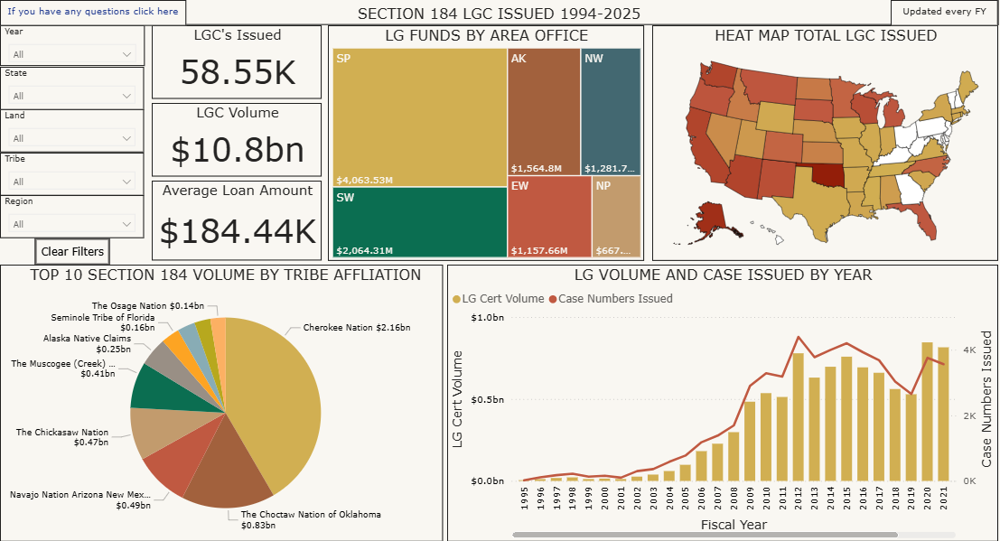 If you have any questions click here
SECTION 184 LGC ISSUED 1994-2025
Updated every FY
Year
All
State
All
Land
All
Tribe
All
Region
All
Clear Filters
LGC's Issued
58.55K
LGC Volume
$10.8bn
Average Loan Amount
$184.44K
LG FUNDS BY AREA OFFICE
SP
$4,063.53M
SW
$2,064.31M
AK
$1,564.8M
NW
$1,281.7...
EW
$1,157.66M
NP
$667....
HEAT MAP TOTAL LGC ISSUED
TOP 10 SECTION 184 VOLUME BY TRIBE AFFLIATION
The Osage Nation $0.14bn
Seminole Tribe of Florida
$0.16bn
Alaska Native Claims
$0.25bn
The Muscogee (Creek) ...
$0.41bn
The Chickasaw Nation
$0.47bn
Navajo Nation Arizona New Mex...
$0.49bn
The Choctaw Nation of Oklahoma
$0.83bn
Cherokee Nation $2.16bn
LG VOLUME AND CASE ISSUED BY YEAR
LG Cert Volume
Case Numbers Issued
LG Cert Volume
$1.0bn
$0.5bn
$0.0bn
Case Numbers Issued
4K
2K
0K
1995
1996
1997
1998
1999
2000
2001
2002
2003
2004
2005
2006
2007
2008
2009
2010
2011
2012
2013
2014
2015
2016
2017
2018
2019
2020
2021
Fiscal Year